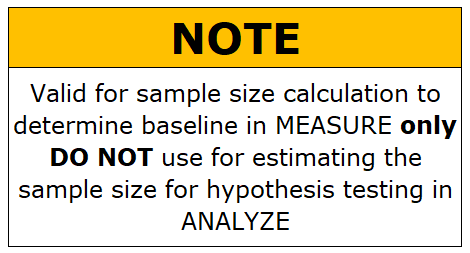 NOTE
Valid for sample size calculation to
determine baseline in MEASURE only
DO NOT use for estimating the
sample size for hypothesis testing in
ANALYZE